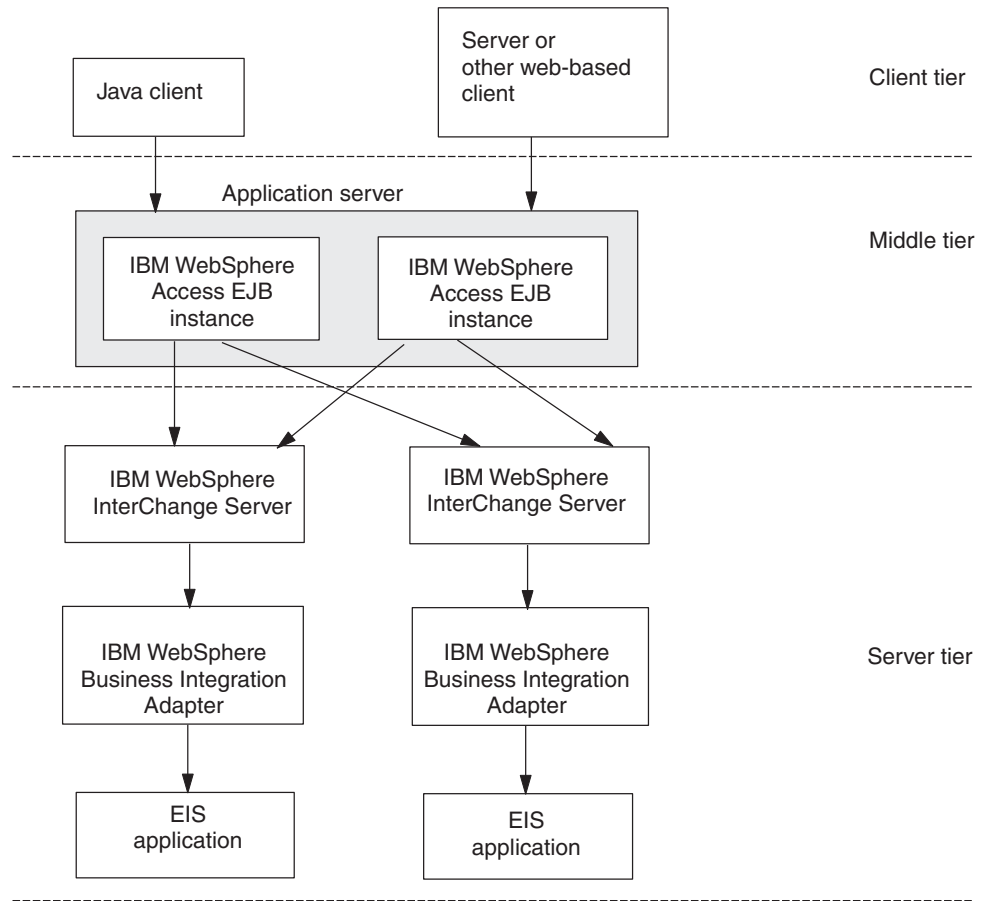 Server or
other web-based
client
Java client
Client tier
Application server
Middle tier
IBM WebSphere
Access EJB
instance
IBM WebSphere
Access EJB
instance
IBM WebSphere
InterChange Server
IBM WebSphere
InterChange Server
IBM WebSphere
Business Integration
Adapter
IBM WebSphere
Business Integration
Adapter
Server tier
EIS
application
EIS
application